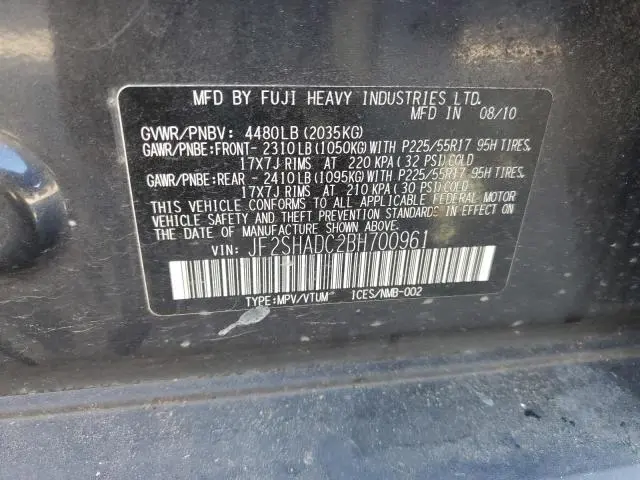 MFD BY FUJI HEAVY INDUSTRIES LTD.
MFD IN 08/10
GVWR/PNBV: 4480LB (2035KG)
GAWR/PNBE:FRONT- 2310LB (1050KG) WITH P225/55R17 95H TIRES,
17X7J RIMS AT 220 KPA (32 PSI) COLD
GAWR/PNBE:REAR - 2410LB (1095KG) WITH P225/55R17 95H TIRES,
17X7J RIMS AT 210 KPA (30 PSI) COLD
THIS VEHICLE CONFORMS TO ALL APPLICABLE FEDERAL MOTOR
VEHICLE SAFETY AND THEFT PREVENTION STANDARDS IN EFFECT ON
THE DATE OF MANUFACTURE SHOWN ABOVE.
VIN: JF2SHADC2BH700961
TYPE:MPV/VTUM ICES/NMB-002